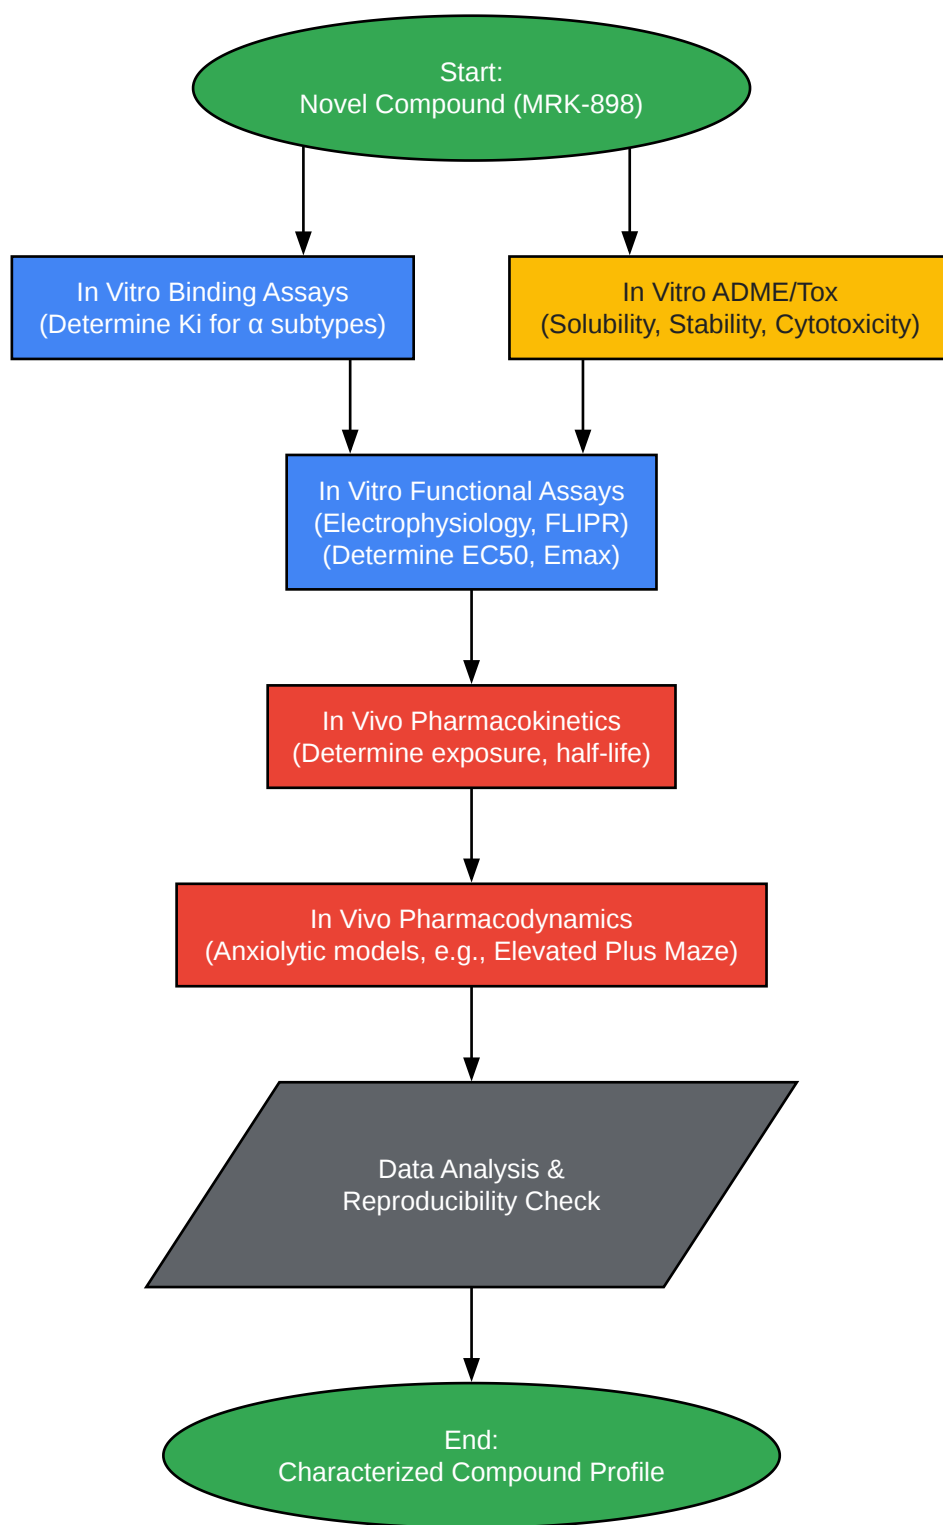 Start:
Novel Compound (MRK-898)
In Vitro Binding Assays
(Determine Ki for α subtypes)
In Vitro ADME/Tox
(Solubility, Stability, Cytotoxicity)
In Vitro Functional Assays
(Electrophysiology, FLIPR)
(Determine EC50, Emax)
In Vivo Pharmacokinetics
(Determine exposure, half-life)
In Vivo Pharmacodynamics
(Anxiolytic models, e.g., Elevated Plus Maze)
Data Analysis &
Reproducibility Check
End:
Characterized Compound Profile